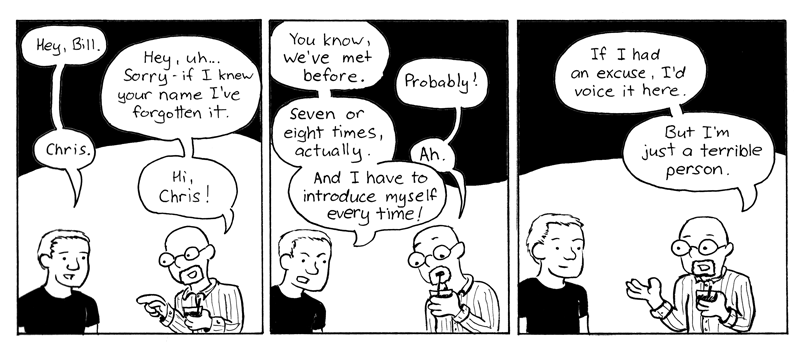 Hey, Bill.
Hey, uh...
Sorry - if I knew
your name I've
forgotten it.
Chris.
Hi,
Chris!
You know,
we've met
before.
Probably!
Seven or
eight times,
actually.
Ah.
And I have to
introduce myself
every time!
If I had
an excuse, I'd
voice it here.
But I'm
just a terrible
person.